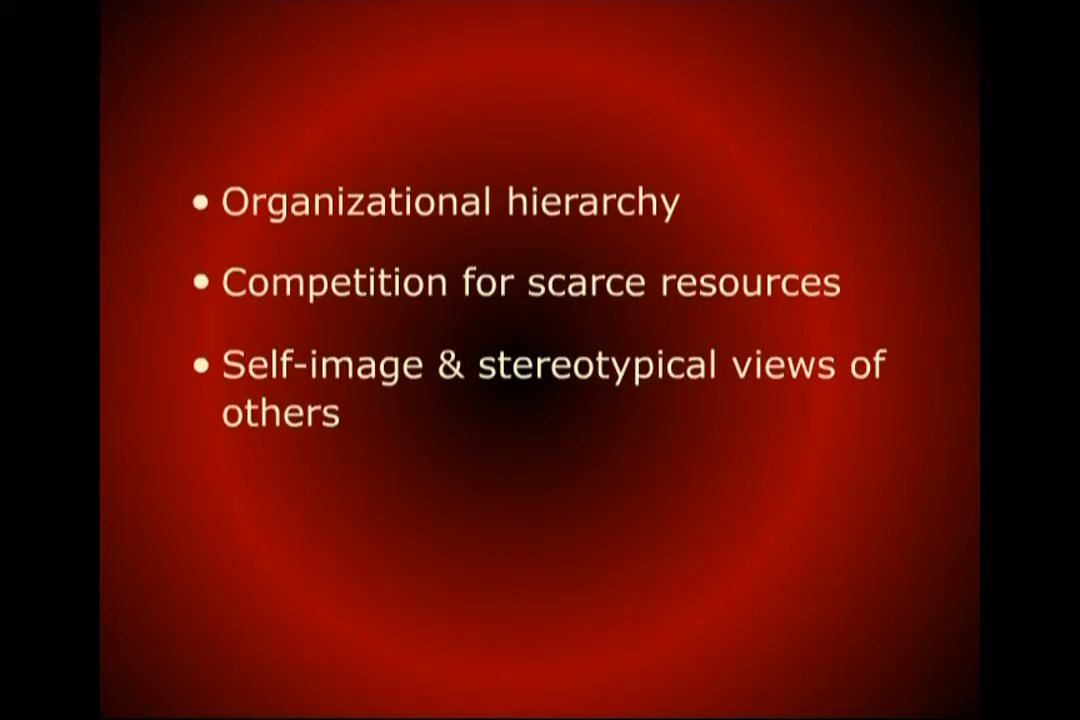 • Organizational hierarchy
• Competition for scarce resources
• Self-image & stereotypical views of
others